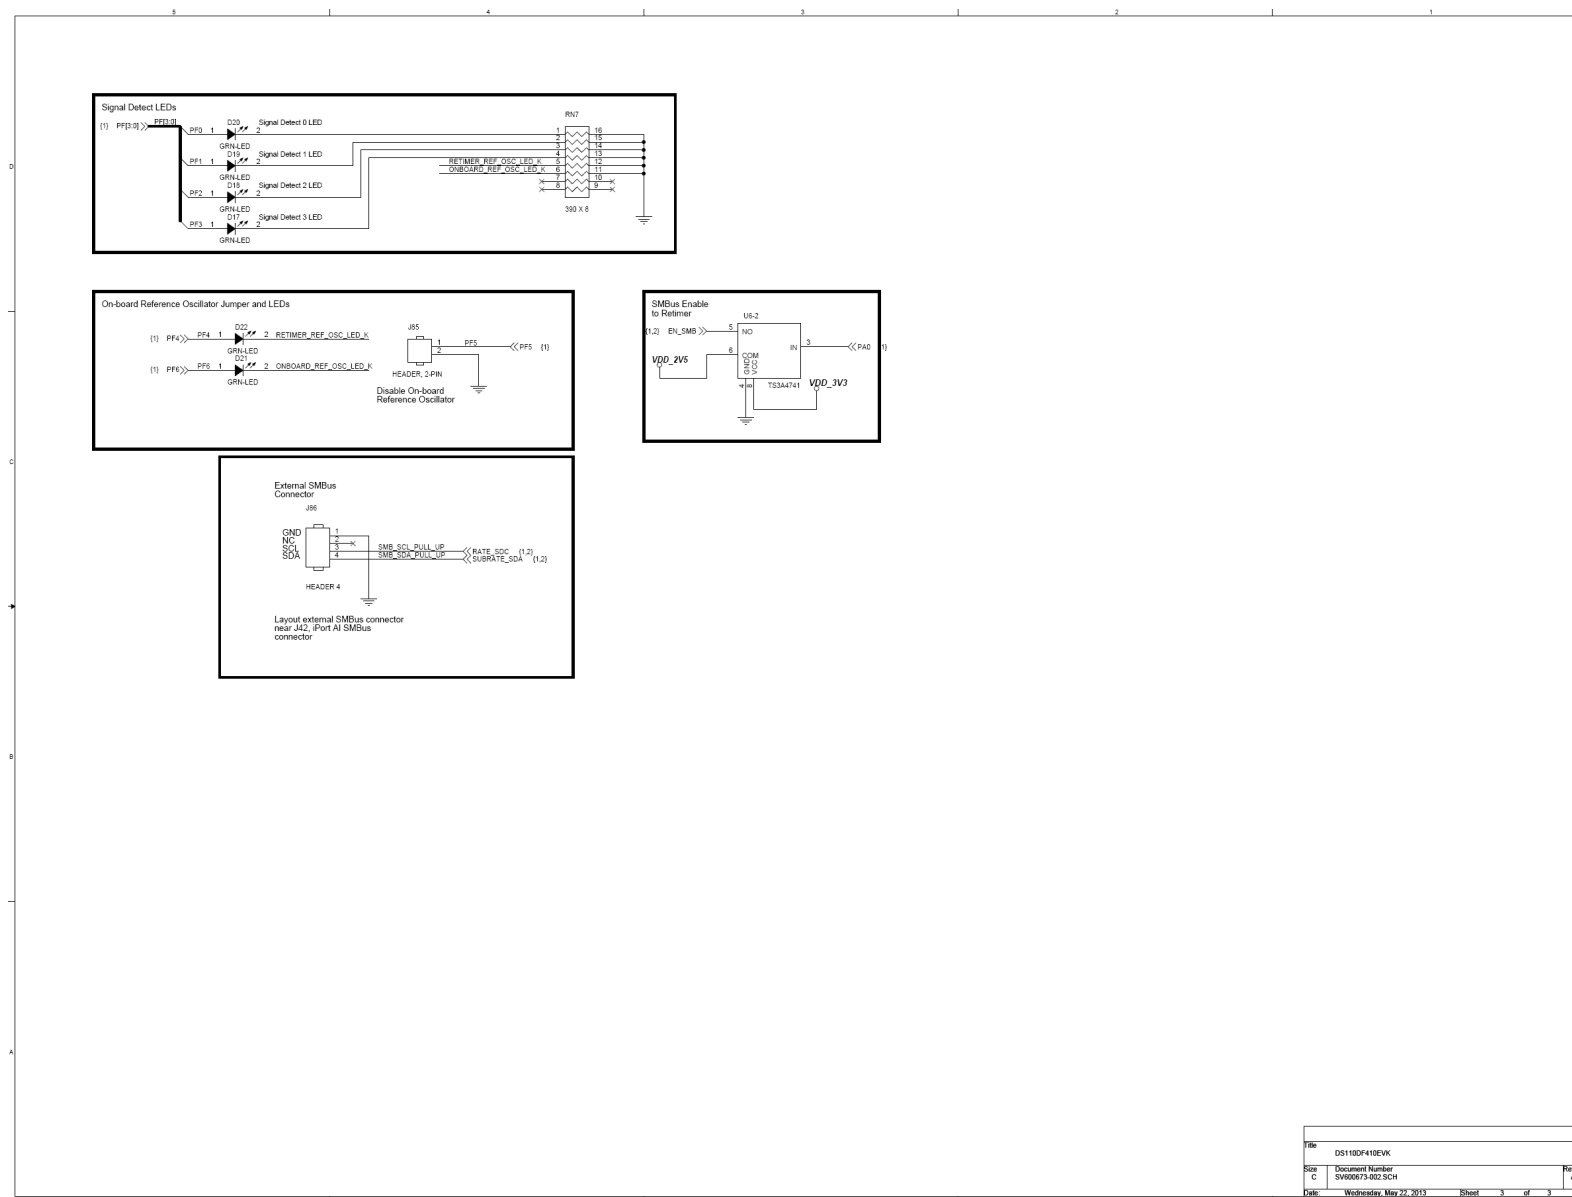 5 4 3 2 1
D
C
B
A
Signal Detect LEDs
{1} PF[3:0] PF[3:0]
PF0 1 D20 2 Signal Detect 0 LED
GRN-LED
PF1 1 D19 2 Signal Detect 1 LED
GRN-LED
PF2 1 D18 2 Signal Detect 2 LED
GRN-LED
PF3 1 D17 2 Signal Detect 3 LED
GRN-LED
RN7
1 16
2 15
3 14
4 13
RETIMER_REF_OSC_LED_K 5 12
ONBOARD_REF_OSC_LED_K 6 11
7 10
8 9
390 X 8
On-board Reference Oscillator Jumper and LEDs
{1} PF4 PF4 1 D22 2 RETIMER_REF_OSC_LED_K
GRN-LED
{1} PF6 PF6 1 D21 2 ONBOARD_REF_OSC_LED_K
GRN-LED
J85
1 PF5 PF5 {1}
2
HEADER, 2-PIN
Disable On-board
Reference Oscillator
SMBus Enable
to Retimer
U6-2
{1,2} EN_SMB 5 NO
IN 3 PA0 {1}
6 COM
GND
VCC
4 8
VDD_2V5
TS3A4741
VDD_3V3
External SMBus
Connector
J86
GND 1
NC 2
SCL 3 SMB_SCL_PULL_UP RATE_SDC {1,2}
SDA 4 SMB_SDA_PULL_UP SUBRATE_SDA {1,2}
HEADER 4
Layout external SMBus connector
near J42, iPort AI SMBus
connector
Title
DS110DF410EVK
Size Document Number
C SV600673-002.SCH
Date: Wednesday, May 22, 2013 Sheet 3 of 3